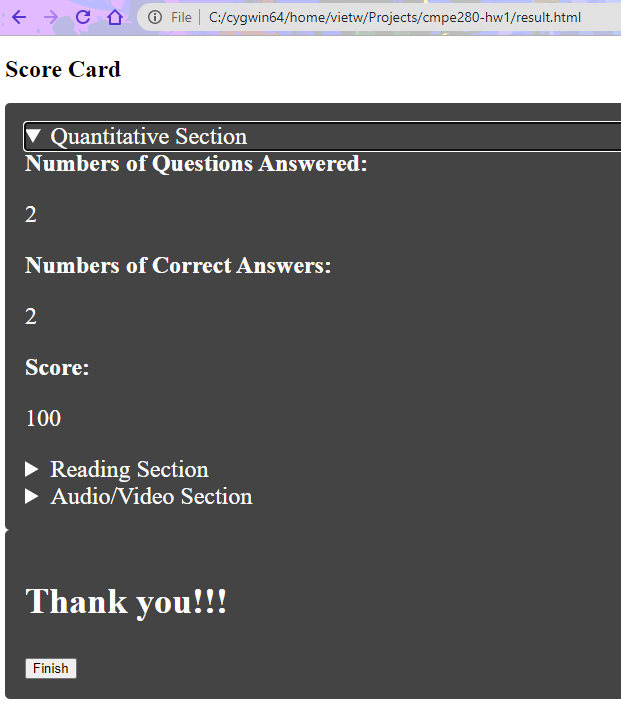 File | C:/cygwin64/home/vietw/Projects/cmpe280-hw1/result.html
Score Card
Quantitative Section
Numbers of Questions Answered:
2
Numbers of Correct Answers:
2
Score:
100
Reading Section
Audio/Video Section
Thank you!!!
Finish